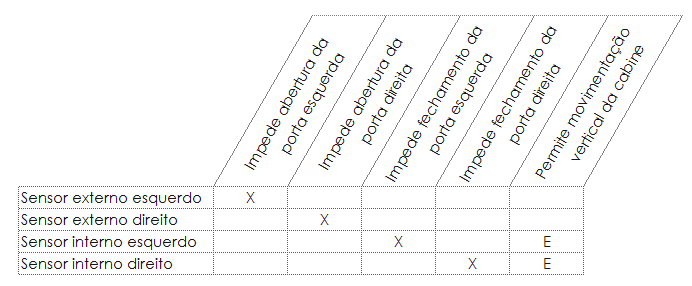 Impede abertura da
porta esquerda
Impede abertura da
porta direita
Impede fechamento da
porta esquerda
Impede fechamento da
porta direita
Permite movimentação
vertical da cabine
Sensor externo esquerdo X
Sensor externo direito X
Sensor interno esquerdo X E
Sensor interno direito X E